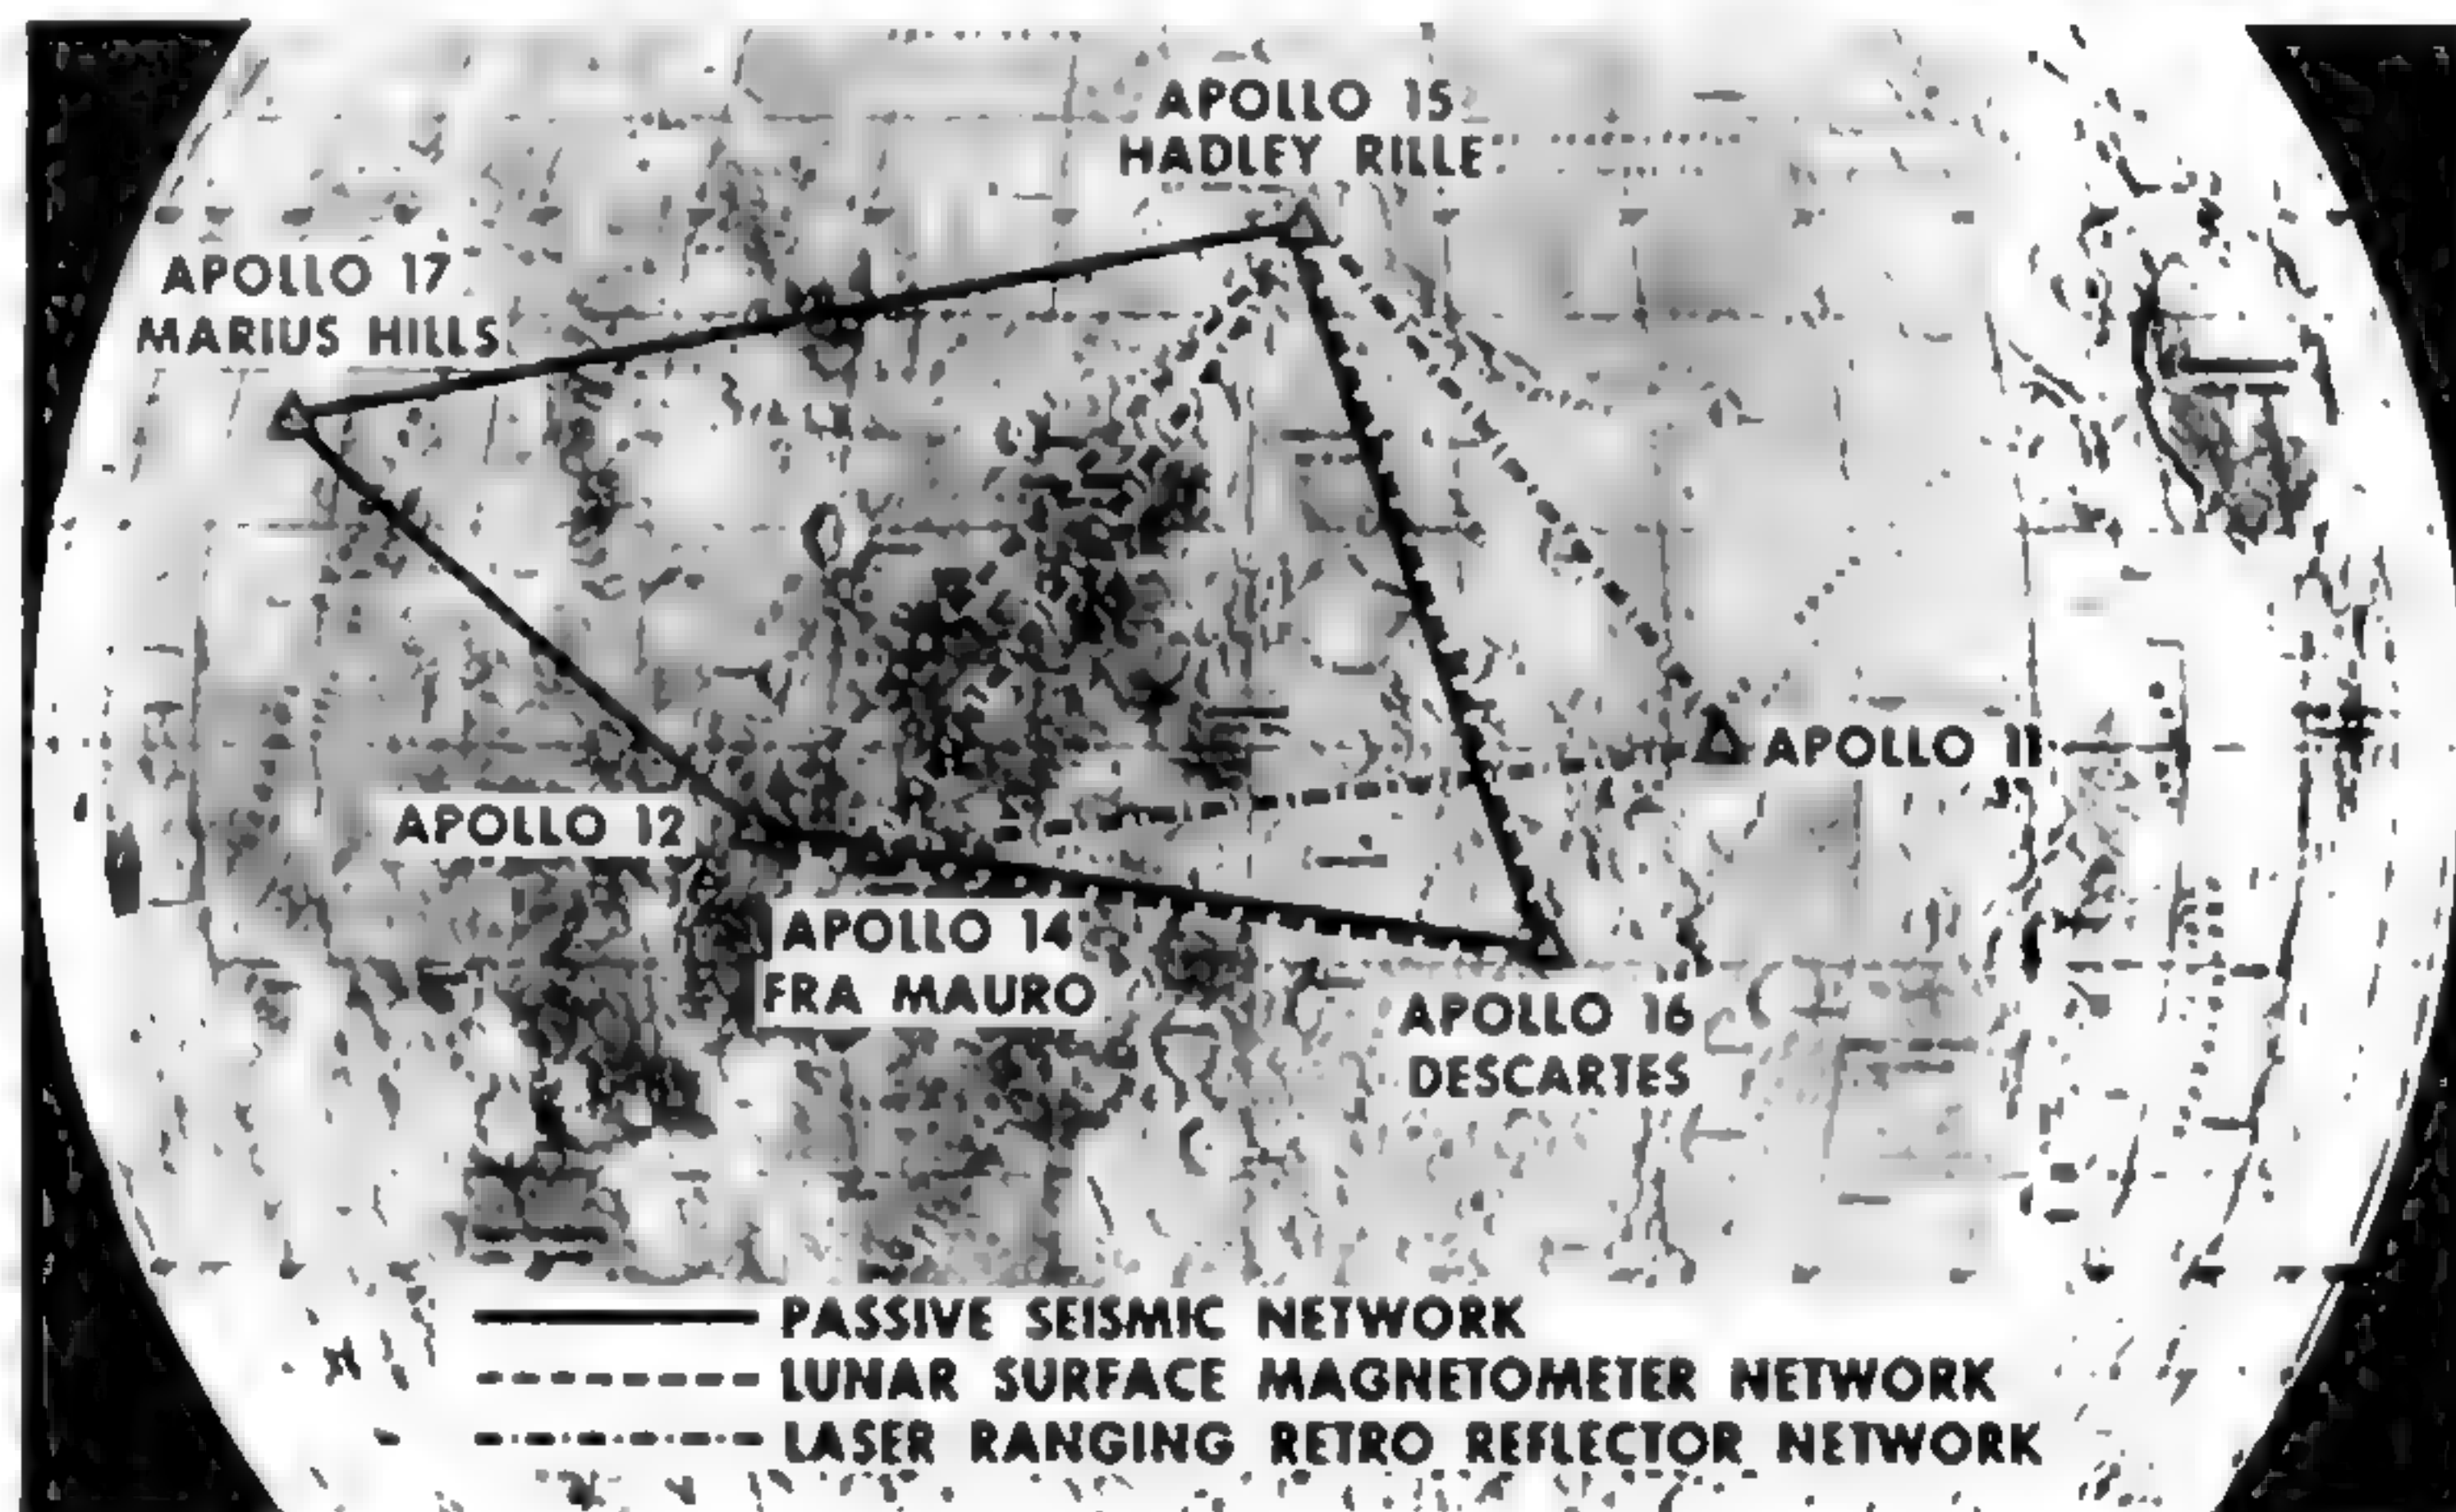 APOLLO 15
HADLEY RILLE
APOLLO 17
MARIUS HILLS
APOLLO 11
APOLLO 12
APOLLO 14
FRA MAURO
APOLLO 16
DESCARTES
PASSIVE SEISMIC NETWORK
LUNAR SURFACE MAGNETOMETER NETWORK
LASER RANGING RETRO REFLECTOR NETWORK